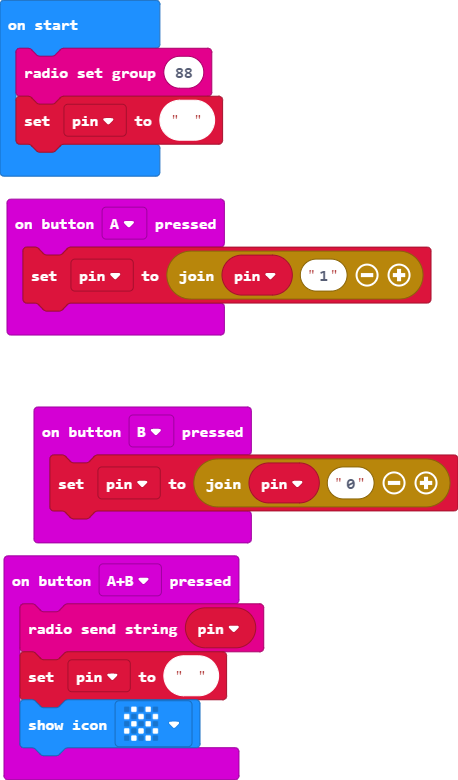 on start
radio set group 88
set pin to " "
on button A pressed
set pin to join pin "1"
on button B pressed
set pin to join pin "0"
on button A+B pressed
radio send string pin
set pin to " "
show icon